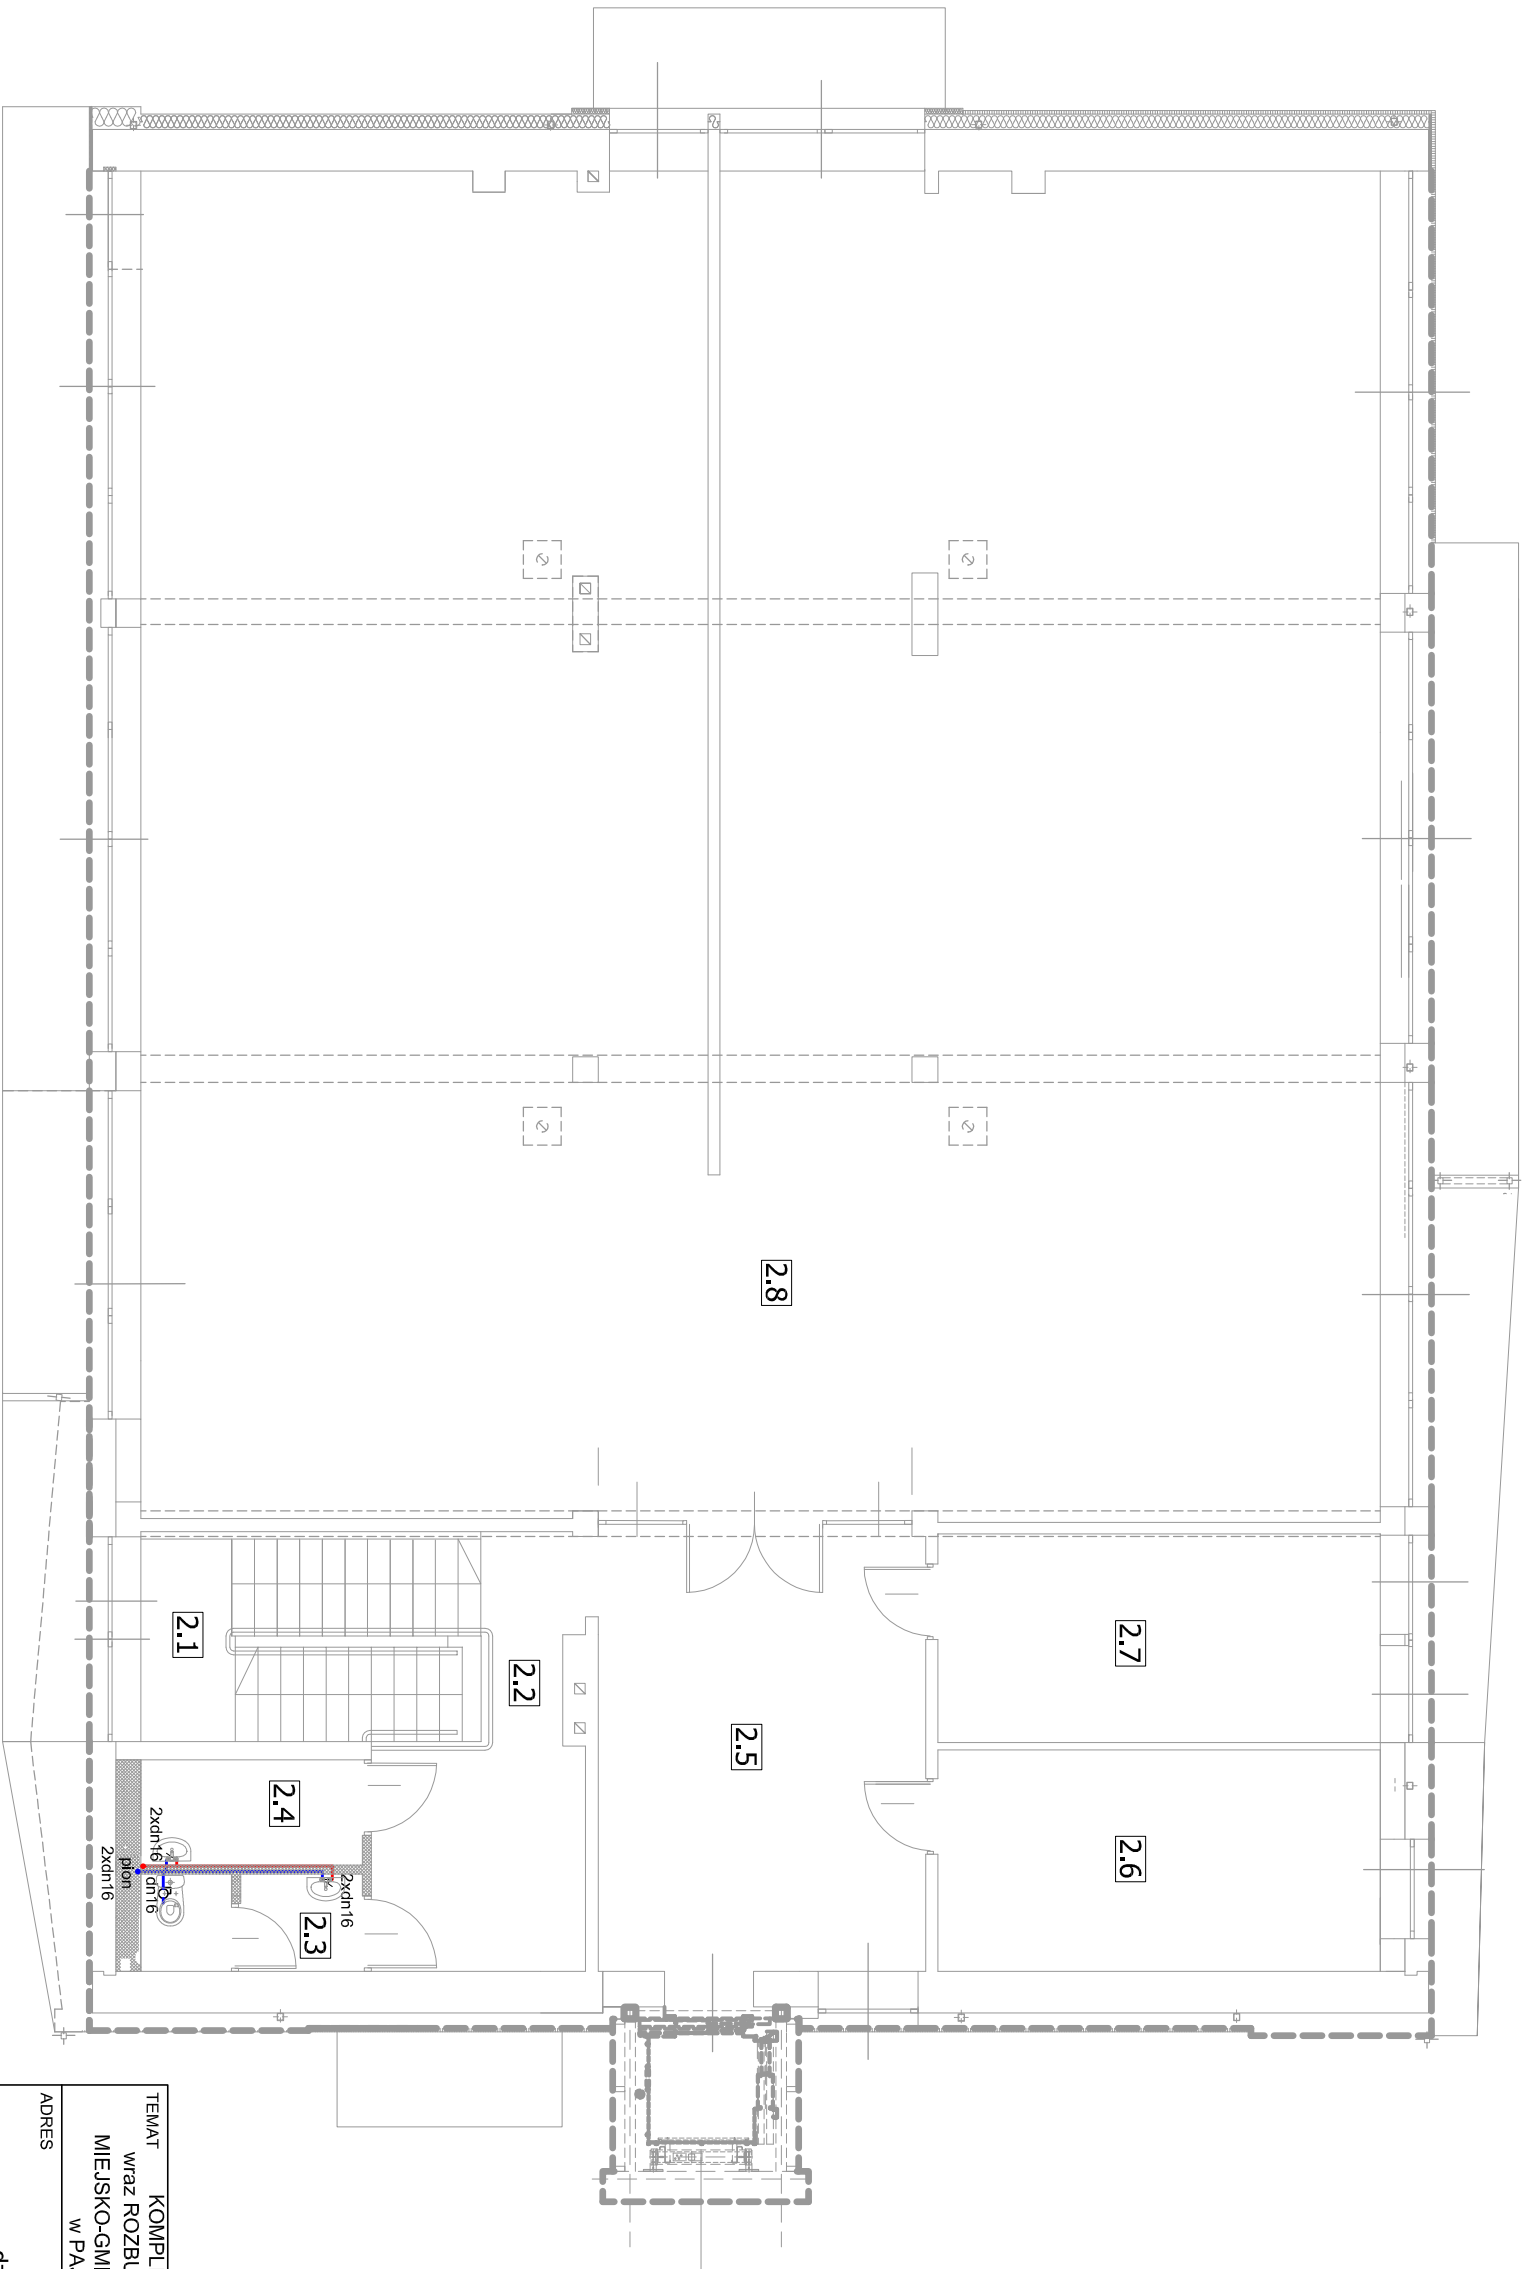 2.8
2.7
2.1
2.2
2.5
2.4
2.6
2.3
2xdn16
2xdn16
dn16
pion
2xdn16
TEMAT
KOMPL
wraz ROZBU
MIEJSKO-GMI
w PA
ADRES